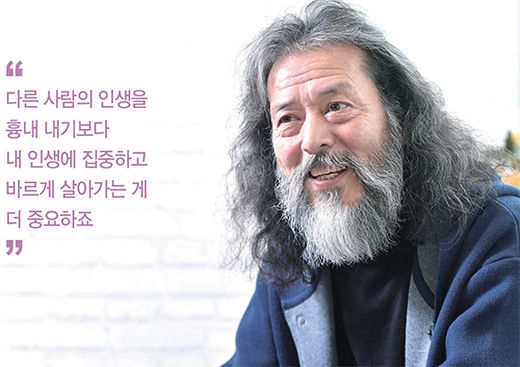 “
다른 사람의 인생을
흉내 내기보다
내 인생에 집중하고
바르게 살아가는 게
더 중요하죠
”